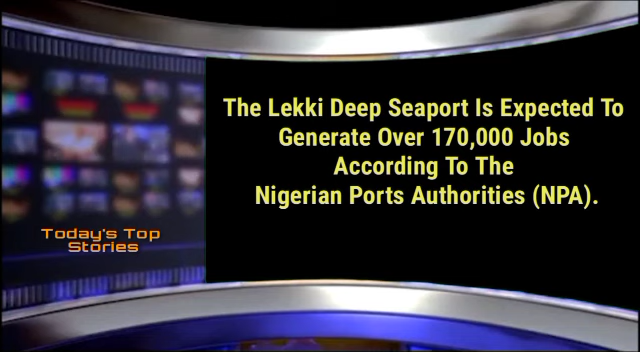 The Lekki Deep Seaport Is Expected To
Generate Over 170,000 Jobs
According To The
Nigerian Ports Authorities (NPA).
Today's Top
Stories